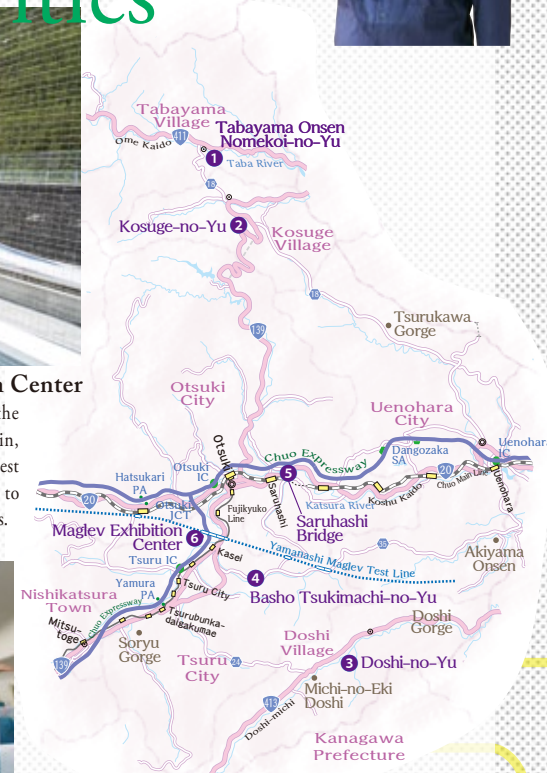 ities
Tabayama
Village
411
Ome Kaido
Tabayama Onsen
Nomekoi-no-Yu
1
Taba River
18
Kosuge-no-Yu
2
Kosuge
Village
18
139
Tsurukawa
Gorge
Otsuki
City
Uenohara
City
n Center
the
in,
est
to
s.
Otsuki
Chuo Expressway
Dangozaka
SA
Uenohara
IC
Hatsukari
PA
Otsuki
IC
5
20
Chuo Main Line
Uenohara
20
Otsuki
JCT
Fujikyuko
Line
Saruhashi
Katsura River
Koshu Kaido
Saruhashi
Bridge
Maglev Exhibition
Center
6
35
Kasei
Yamanashi Maglev Test Line
Akiyama
Onsen
Tsuru IC
4
Basho Tsukimachi-no-Yu
Yamura
PA
Tsuru City
Nishikatsura
Town
Chuo Expressway
Tsurubunka-
daigakumae
Mitsu-
toge
Soryu
Gorge
139
Tsuru
City
24
Doshi
Village
Doshi
Gorge
3
Doshi-no-Yu
Michi-no-Eki
Doshi
413
Doshi-michi
Kanagawa
Prefecture